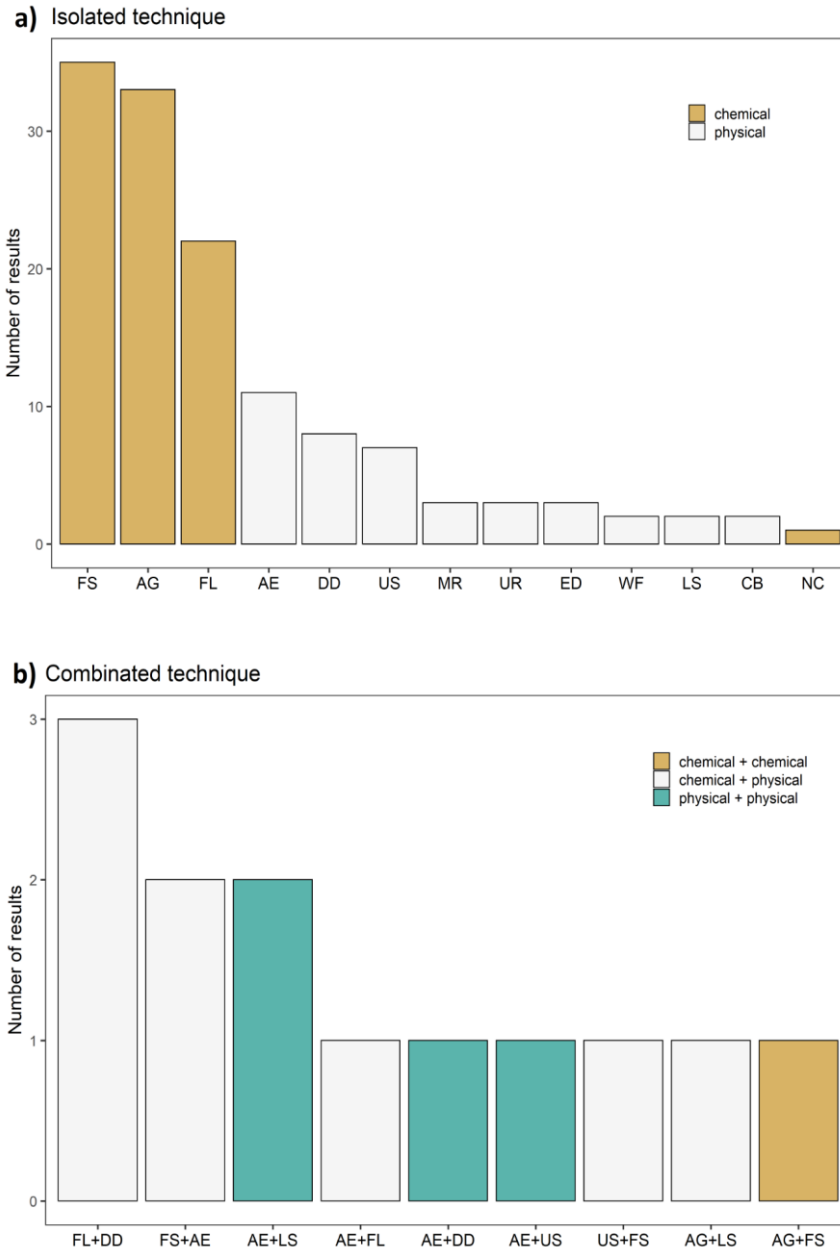 a) Isolated technique
chemical
physical
Number of results
30
20
10
0
FS AG FL AE DD US MR UR ED WF LS CB NC
b) Combinated technique
chemical + chemical
chemical + physical
physical + physical
Number of results
3
2
1
0
FL+DD FS+AE AE+LS AE+FL AE+DD AE+US US+FS AG+LS AG+FS